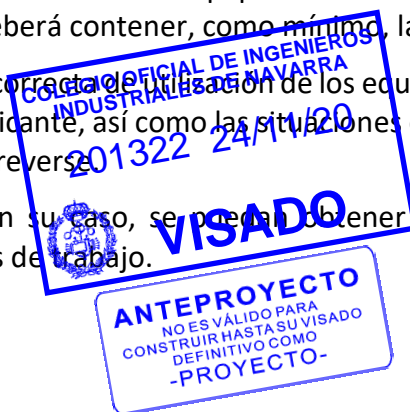 eberá contener, como mínimo, la
correcta de utilización de los equ
icante, así como las situaciones
reverse.
n su caso, se puedan obtener
s de trabajo.
COLEGIO OFICIAL DE INGENIEROS
INDUSTRIALES DE NAVARRA
201322 24/11/20
VISADO
ANTEPROYECTO
NO ES VÁLIDO PARA
CONSTRUIR HASTA SU VISADO
DEFINITIVO COMO
-PROYECTO-